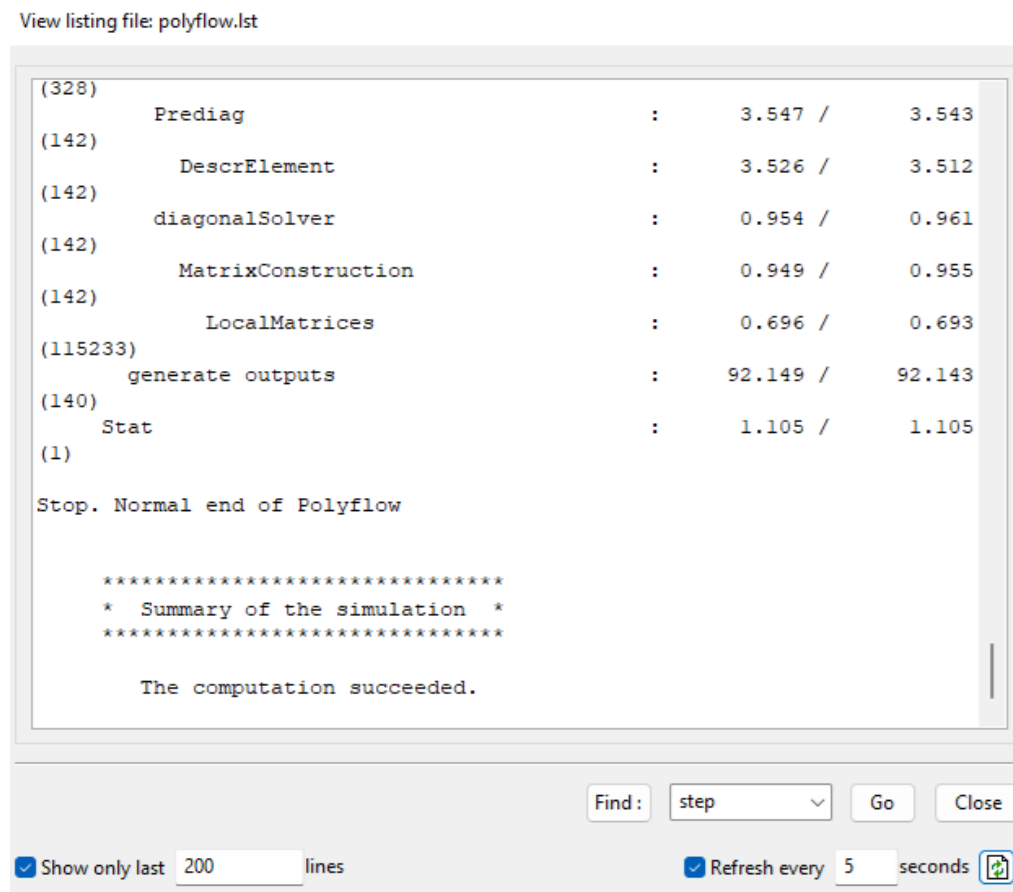 View listing file: polyflow.lst
(328)
Prediag : 3.547 / 3.543
(142)
DescrElement : 3.526 / 3.512
(142)
diagonalSolver : 0.954 / 0.961
(142)
MatrixConstruction : 0.949 / 0.955
(142)
LocalMatrices : 0.696 / 0.693
(115233)
generate outputs : 92.149 / 92.143
(140)
Stat : 1.105 / 1.105
(1)
Stop. Normal end of Polyflow
*******************************
* Summary of the simulation *
*******************************
The computation succeeded.
Find : step Go Close
Show only last 200 lines Refresh every 5 seconds